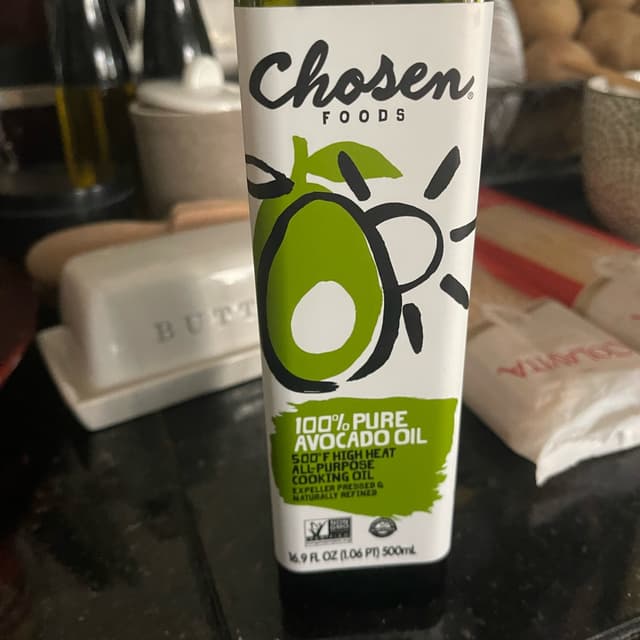 Chosen®
FOODS
BUTT
COLAVITA
100% PURE
AVOCADO OIL
500°F HIGH HEAT
ALL-PURPOSE
COOKING OIL
EXPELLER PRESSED &
NATURALLY REFINED
16.9 FL OZ (1.06 PT) 500mL